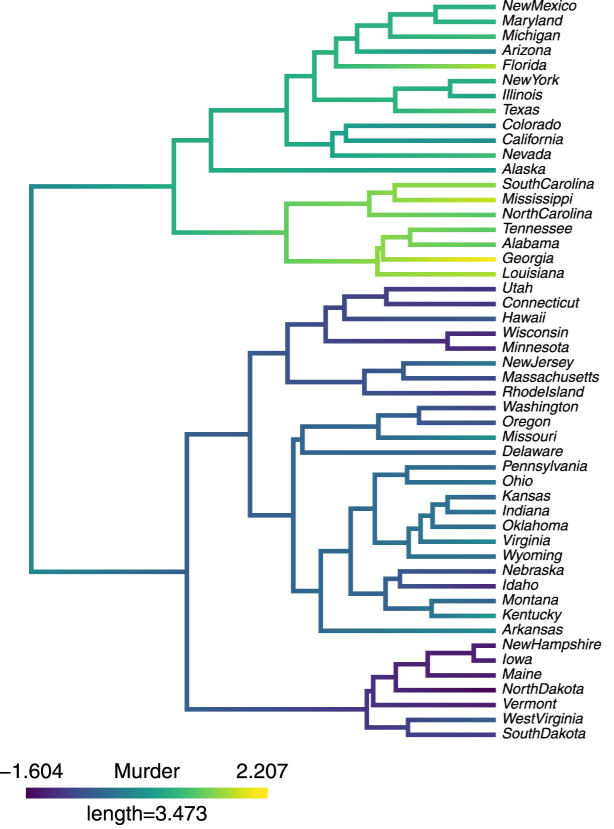 NewMexico
Maryland
Michigan
Arizona
Florida
NewYork
Illinois
Texas
Colorado
California
Nevada
Alaska
SouthCarolina
Mississippi
NorthCarolina
Tennessee
Alabama
Georgia
Louisiana
Utah
Connecticut
Hawaii
Wisconsin
Minnesota
NewJersey
Massachusetts
RhodeIsland
Washington
Oregon
Missouri
Delaware
Pennsylvania
Ohio
Kansas
Indiana
Oklahoma
Virginia
Wyoming
Nebraska
Idaho
Montana
Kentucky
Arkansas
NewHampshire
Iowa
Maine
NorthDakota
Vermont
WestVirginia
SouthDakota
−1.604 Murder 2.207
length=3.473